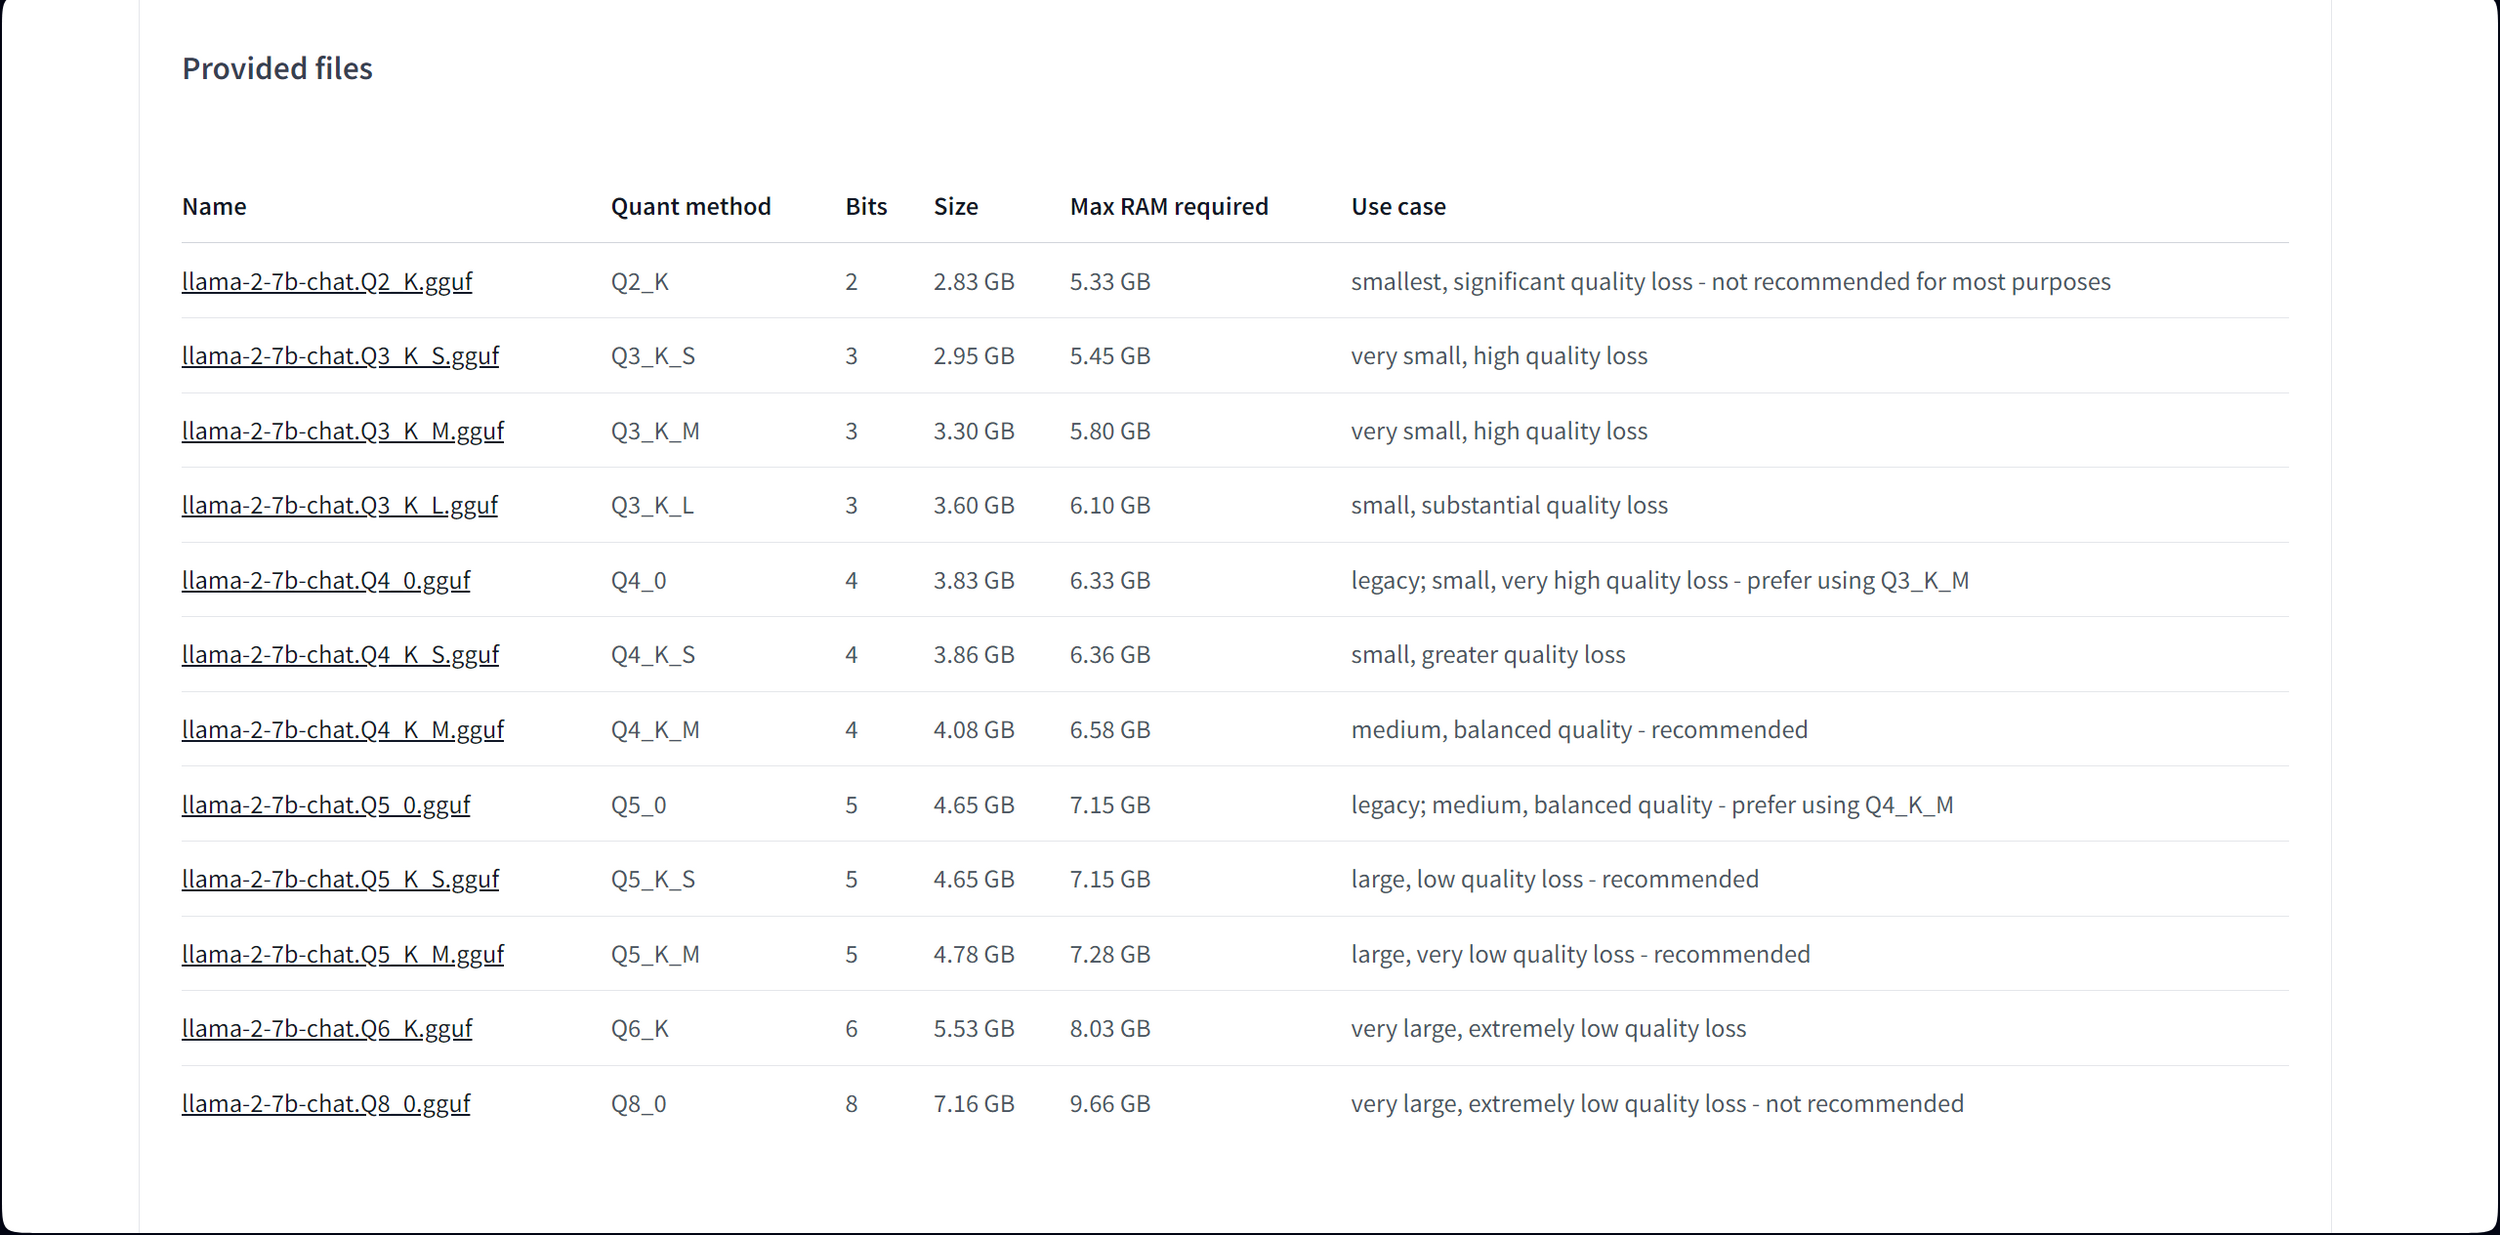 Provided files
Name Quant method Bits Size Max RAM required Use case
llama-2-7b-chat.Q2_K.gguf Q2_K 2 2.83 GB 5.33 GB smallest, significant quality loss - not recommended for most purposes
llama-2-7b-chat.Q3_K_S.gguf Q3_K_S 3 2.95 GB 5.45 GB very small, high quality loss
llama-2-7b-chat.Q3_K_M.gguf Q3_K_M 3 3.30 GB 5.80 GB very small, high quality loss
llama-2-7b-chat.Q3_K_L.gguf Q3_K_L 3 3.60 GB 6.10 GB small, substantial quality loss
llama-2-7b-chat.Q4_0.gguf Q4_0 4 3.83 GB 6.33 GB legacy; small, very high quality loss - prefer using Q3_K_M
llama-2-7b-chat.Q4_K_S.gguf Q4_K_S 4 3.86 GB 6.36 GB small, greater quality loss
llama-2-7b-chat.Q4_K_M.gguf Q4_K_M 4 4.08 GB 6.58 GB medium, balanced quality - recommended
llama-2-7b-chat.Q5_0.gguf Q5_0 5 4.65 GB 7.15 GB legacy; medium, balanced quality - prefer using Q4_K_M
llama-2-7b-chat.Q5_K_S.gguf Q5_K_S 5 4.65 GB 7.15 GB large, low quality loss - recommended
llama-2-7b-chat.Q5_K_M.gguf Q5_K_M 5 4.78 GB 7.28 GB large, very low quality loss - recommended
llama-2-7b-chat.Q6_K.gguf Q6_K 6 5.53 GB 8.03 GB very large, extremely low quality loss
llama-2-7b-chat.Q8_0.gguf Q8_0 8 7.16 GB 9.66 GB very large, extremely low quality loss - not recommended